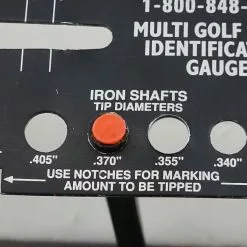 1-800-848-
MULTI GOLF
IDENTIFICAT
GAUGE
IRON SHAFTS
TIP DIAMETERS
.405" .370" .355" .340"
USE NOTCHES FOR MARKING
AMOUNT TO BE TIPPED